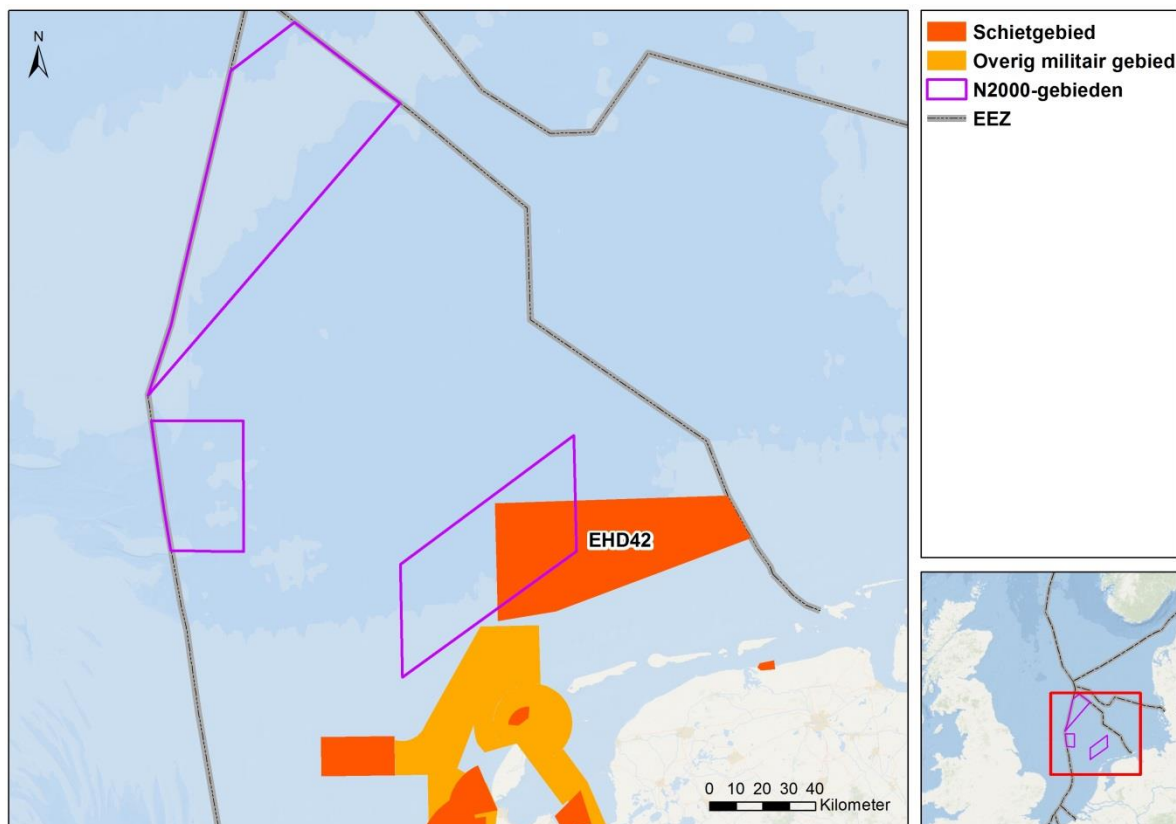 N
EHD42
0 10 20 30 40
Kilometer
Schietgebied
Overig militair gebied
N2000-gebieden
EEZ